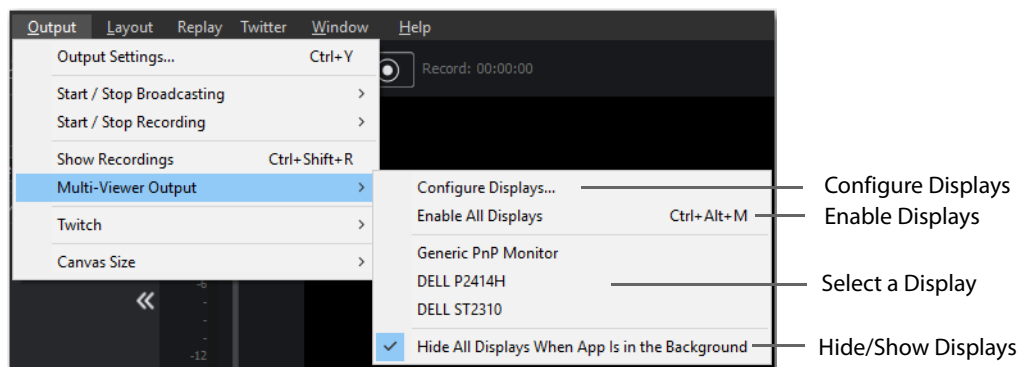 Output Layout Replay Twitter Window Help
Output Settings... Ctrl+Y
Record: 00:00:00
Start / Stop Broadcasting >
Start / Stop Recording >
Show Recordings Ctrl+Shift+R
Multi-Viewer Output >
Configure Displays... Configure Displays
Enable All Displays Ctrl+Alt+M Enable Displays
Twitch >
Generic PnP Monitor
Canvas Size >
DELL P2414H Select a Display
-6
DELL ST2310
Hide All Displays When App Is in the Background Hide/Show Displays
-12